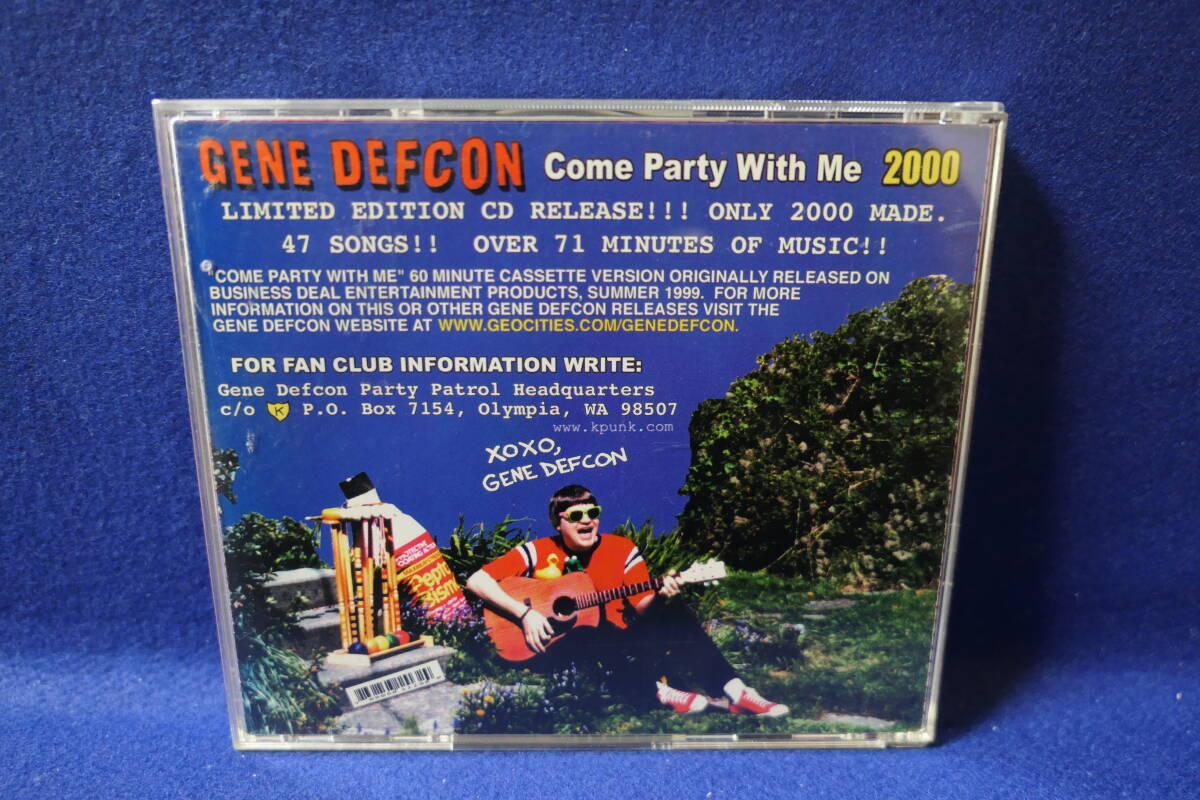 GENE DEFCON Come Party With Me 2000
LIMITED EDITION CD RELEASE!!! ONLY 2000 MADE.
47 SONGS!! OVER 71 MINUTES OF MUSIC!!
"COME PARTY WITH ME" 60 MINUTE CASSETTE VERSION ORIGINALLY RELEASED ON
BUSINESS DEAL ENTERTAINMENT PRODUCTS, SUMMER 1999. FOR MORE
INFORMATION ON THIS OR OTHER GENE DEFCON RELEASES VISIT THE
GENE DEFCON WEBSITE AT WWW.GEOCITIES.COM/GENEDEFCON.
FOR FAN CLUB INFORMATION WRITE:
Gene Defcon Party Patrol Headquarters
c/o K P.O. Box 7154, Olympia, WA 98507
www.kpunk.com
XOXO,
GENE DEFCON
PROTECTIVE
COATING ACTION
Pepto
Bism